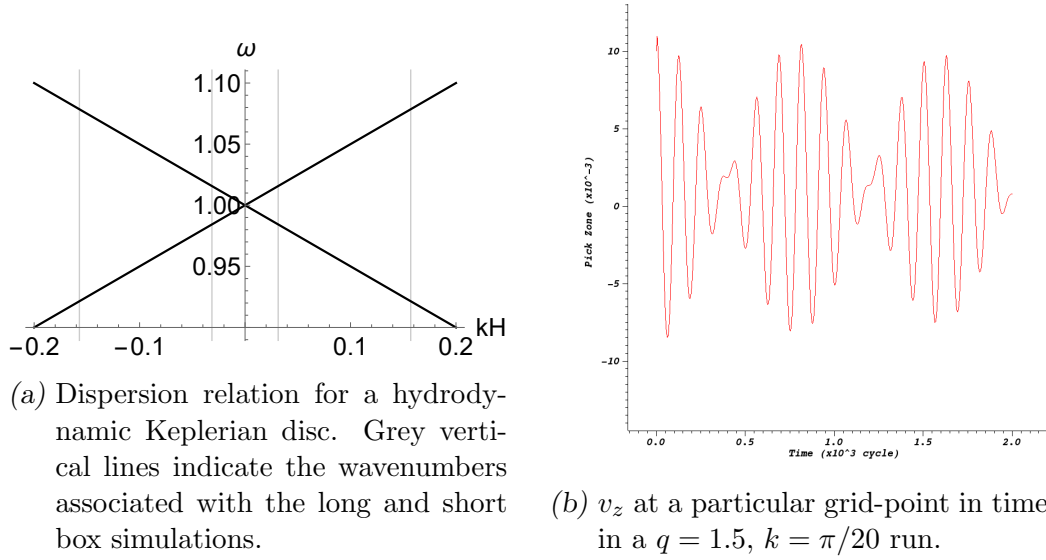 ω
1.10
1.05
1.00
0.95
−0.2
−0.1
0.1
0.2
kH
(a) Dispersion relation for a hydrody-
namic Keplerian disc. Grey verti-
cal lines indicate the wavenumbers
associated with the long and short
box simulations.
10
5
0
−5
−10
Pick Zone (x10^-3)
0.0
0.5
1.0
1.5
2.0
Time (x10^3 cycle)
(b) v_z at a particular grid-point in time
in a q = 1.5, k = π/20 run.